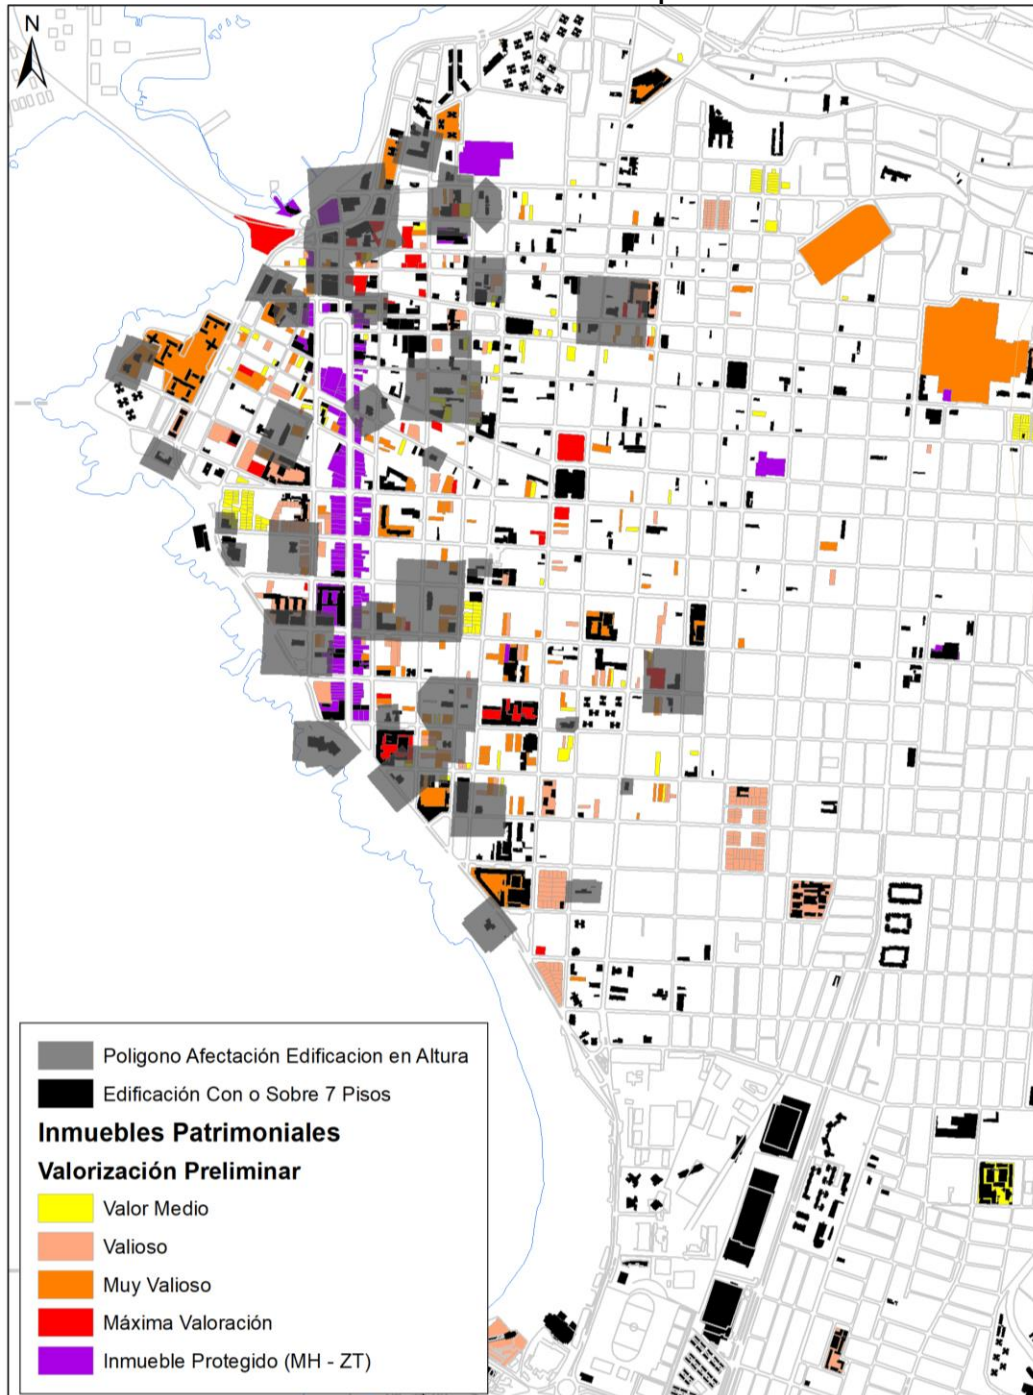 N
Poligono Afectación Edificacion en Altura
Edificación Con o Sobre 7 Pisos
Inmuebles Patrimoniales
Valorización Preliminar
Valor Medio
Valioso
Muy Valioso
Máxima Valoración
Inmueble Protegido (MH - ZT)